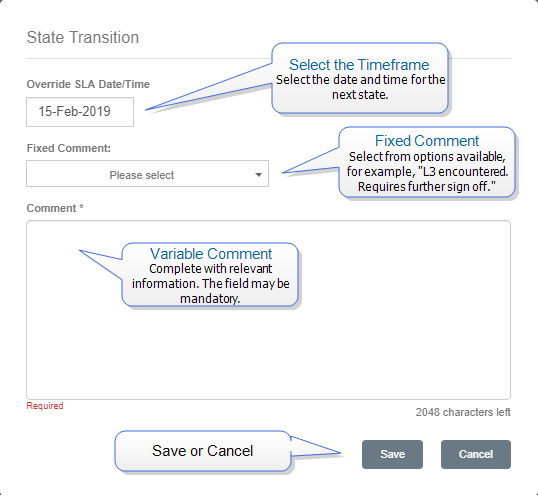 State Transition
Select the Timeframe
Select the date and time for the
next state.
Override SLA Date/Time
15-Feb-2019
Fixed Comment:
Please select
Fixed Comment
Select from options available,
for example, "L3 encountered.
Requires further sign off."
Comment *
Variable Comment
Complete with relevant
information. The field may be
mandatory.
Required
2048 characters left
Save or Cancel
Save
Cancel